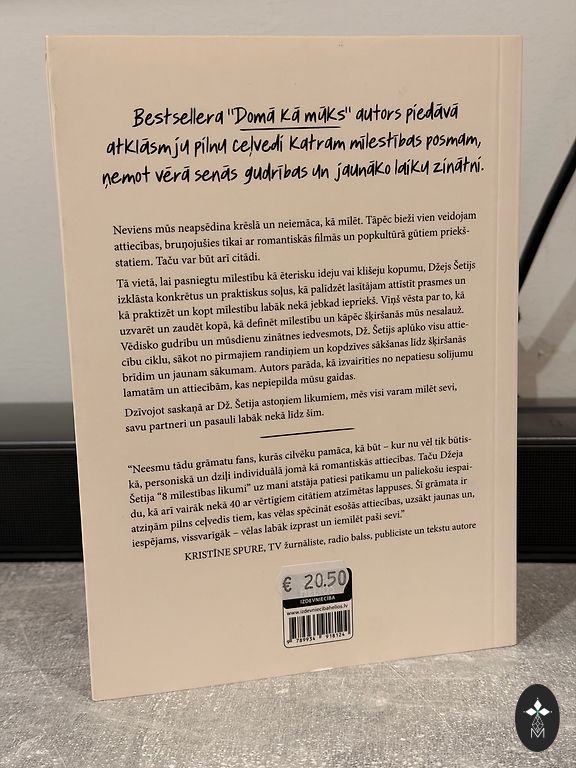 Bestsellera "Domā kā mūks" autors piedāvā
atklāsmju pilnu ceļvedi katram mīlestības posmam,
ņemot vērā senās gudrības un jaunāko laiku zinātni.
Neviens mūs neapsēdina krēslā un neiemāca, kā mīlēt. Tāpēc bieži vien veidojam
attiecības, bruņojušies tikai ar romantiskās filmās un popkultūrā gūtiem priekš-
statiem. Taču var būt arī citādi.
Tā vietā, lai pasniegtu mīlestību kā ēterisku ideju vai klišeju kopumu, Džejs Šetijs
izklāsta konkrētus un praktiskus soļus, kā palīdzēt lasītājam attīstīt prasmes un
kā praktizēt un kopt mīlestību labāk nekā jebkad iepriekš. Viņš vēsta par to, kā
uzvarēt un zaudēt kopā, kā definēt mīlestību un kāpēc šķiršanās mūs nesalauž.
Vēdisko gudrību un mūsdienu zinātnes iedvesmots, Dž. Šetijs aplūko visu attie-
cību ciklu, sākot no pirmajiem randiņiem un kopdzīves sākšanas līdz šķiršanās
brīdim un jaunam sākumam. Autors parāda, kā izvairīties no nepatiesu solījumu
lamatām un attiecībām, kas nepiepilda mūsu gaidas.
Dzīvojot saskaņā ar Dž. Šetija astoņiem likumiem, mēs visi varam mīlēt sevi,
savu partneri un pasauli labāk nekā līdz šim.
"Neesmu tādu grāmatu fans, kurās cilvēku pamāca, kā būt – kur nu vēl tik būtis-
kā, personiskā un dziļi individuālā jomā kā romantiskās attiecības. Taču Džeja
Šetija "8 mīlestības likumi" uz mani atstāja patiesi patīkamu un paliekošu iespai-
du, kā arī vairāk nekā 40 ar vērtīgiem citātiem atzīmētas lappuses. Šī grāmata ir
atziņām pilns ceļvedis tiem, kas vēlas spēcināt esošās attiecības, uzsākt jaunas un,
iespējams, vissvarīgāk – vēlas labāk izprast un iemīlēt paši sevi."
KRISTĪNE SPURE, TV žurnāliste, radio balss, publiciste un tekstu autore
€ 20.50
IZDEVNIECĪBA
www.izdevniecibahelios.lv
9 789934 918124
M